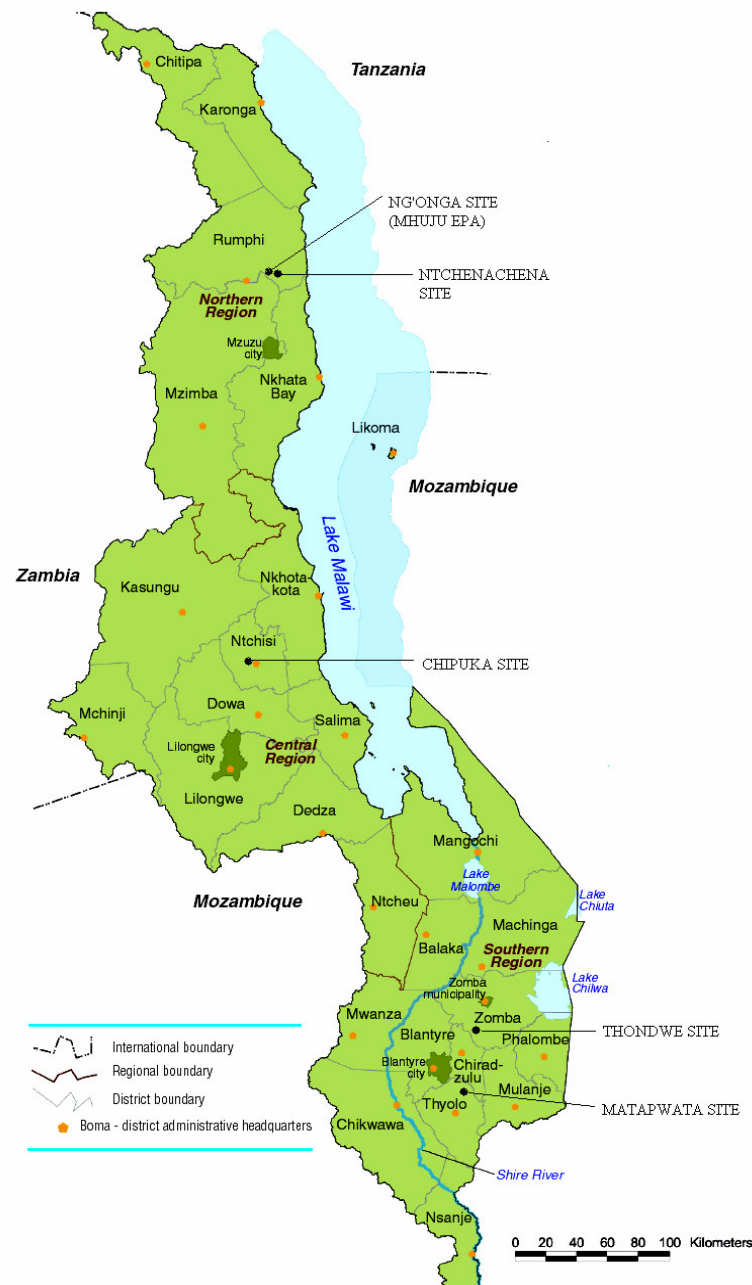 Chitipa
Tanzania
Karonga
NG'ONGA SITE
(MHUJU EPA)
Rumphi
NTCHENACHENA
SITE
Northern
Region
Mzuzu
city
Nkhata
Bay
Mzimba
Likoma
Mozambique
Lake Malawi
Zambia
Kasungu
Nkhota-
kota
Ntchisi
CHIPUKA SITE
Mchinji
Dowa
Salima
Lilongwe
city
Central
Region
Lilongwe
Dedza
Mangochi
Lake
Malombe
Mozambique
Ntcheu
Lake
Chiuta
Machinga
Balaka
Southern
Region
Lake
Chilwa
Zomba
municipality
Mwanza
Zomba
THONDWE SITE
Blantyre
Phalombe
Blantyre
city
Chirad-
zulu
Mulanje
Thyolo
MATAPWATA SITE
Chikwawa
International boundary
Regional boundary
District boundary
Boma - district administrative headquarters
Shire River
Nsanje
0 20 40 60 80 100 Kilometers